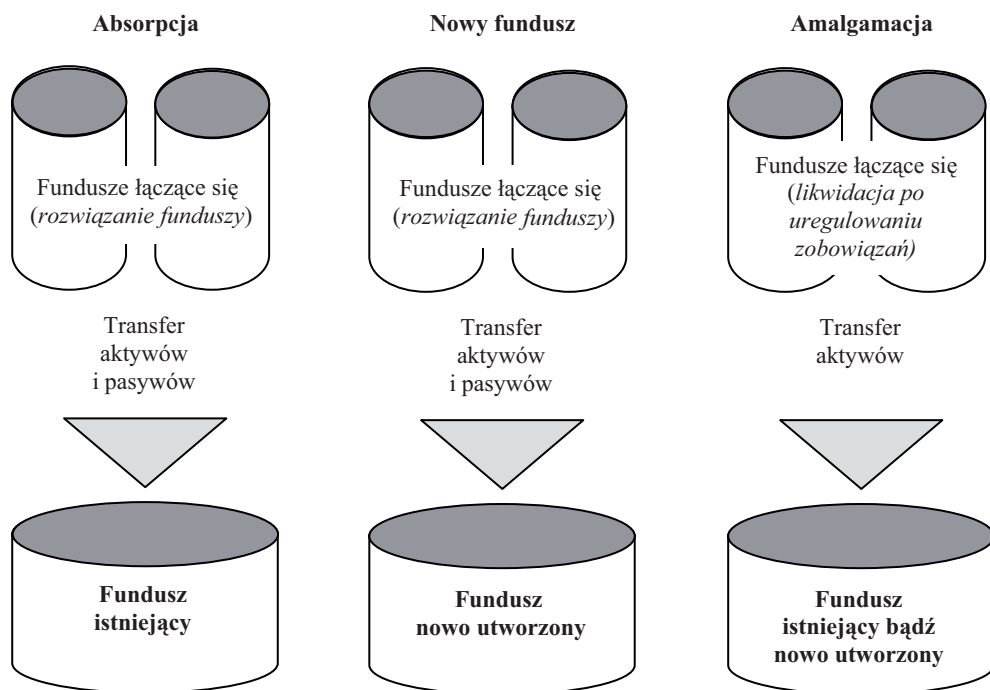 Absorpcja
Fundusze łączące się
(rozwiązanie funduszy)
Transfer
aktywów
i pasywów
Fundusz
istniejący
Nowy fundusz
Fundusze łączące się
(rozwiązanie funduszy)
Transfer
aktywów
i pasywów
Fundusz
nowo utworzony
Amalgamacja
Fundusze łączące się
(likwidacja po
uregulowaniu
zobowiązań)
Transfer
aktywów
Fundusz
istniejący bądź
nowo utworzony